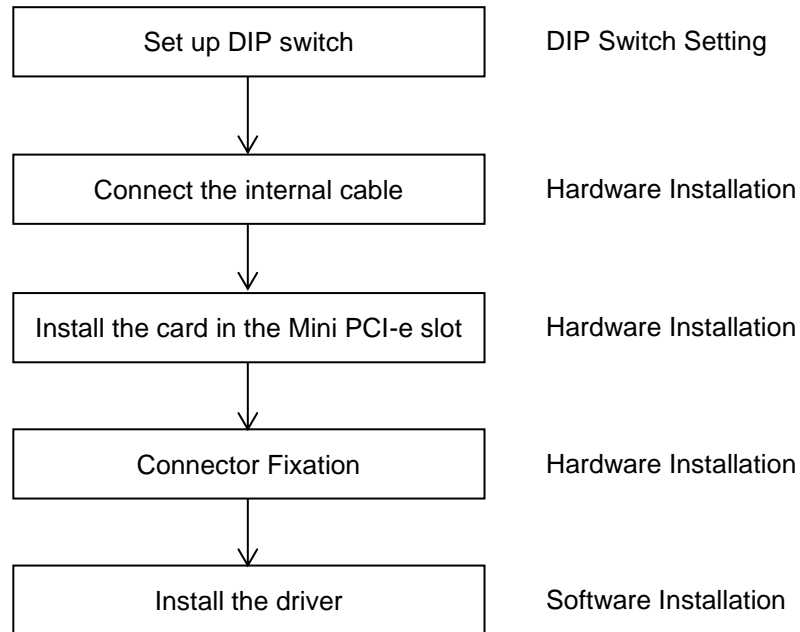 Set up DIP switch
DIP Switch Setting
Connect the internal cable
Hardware Installation
Install the card in the Mini PCI-e slot
Hardware Installation
Connector Fixation
Hardware Installation
Install the driver
Software Installation